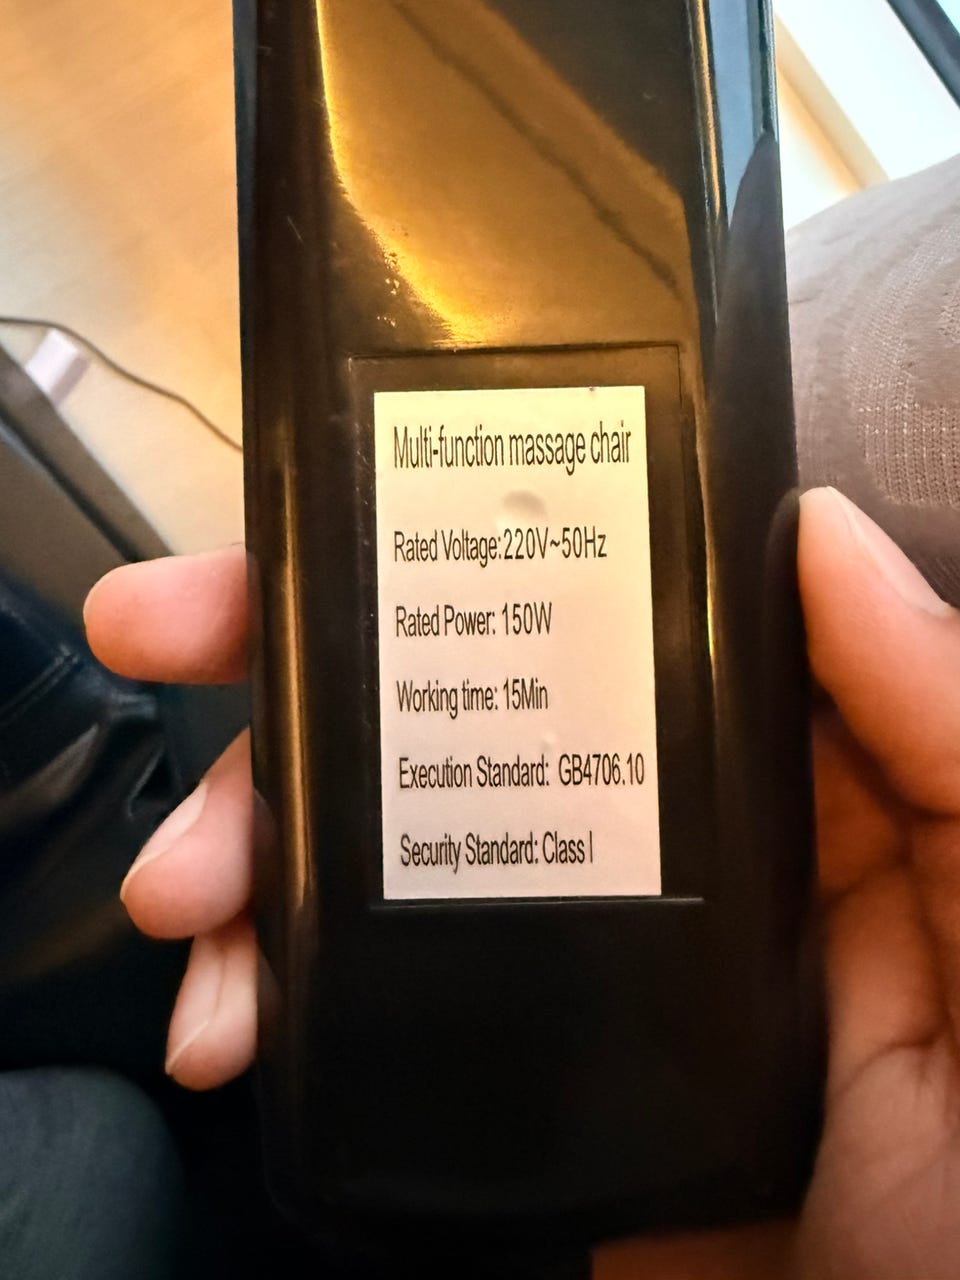 Multi-function massage chair
Rated Voltage:220V~50Hz
Rated Power: 150W
Working time: 15Min
Execution Standard: GB4706.10
Security Standard: Class I